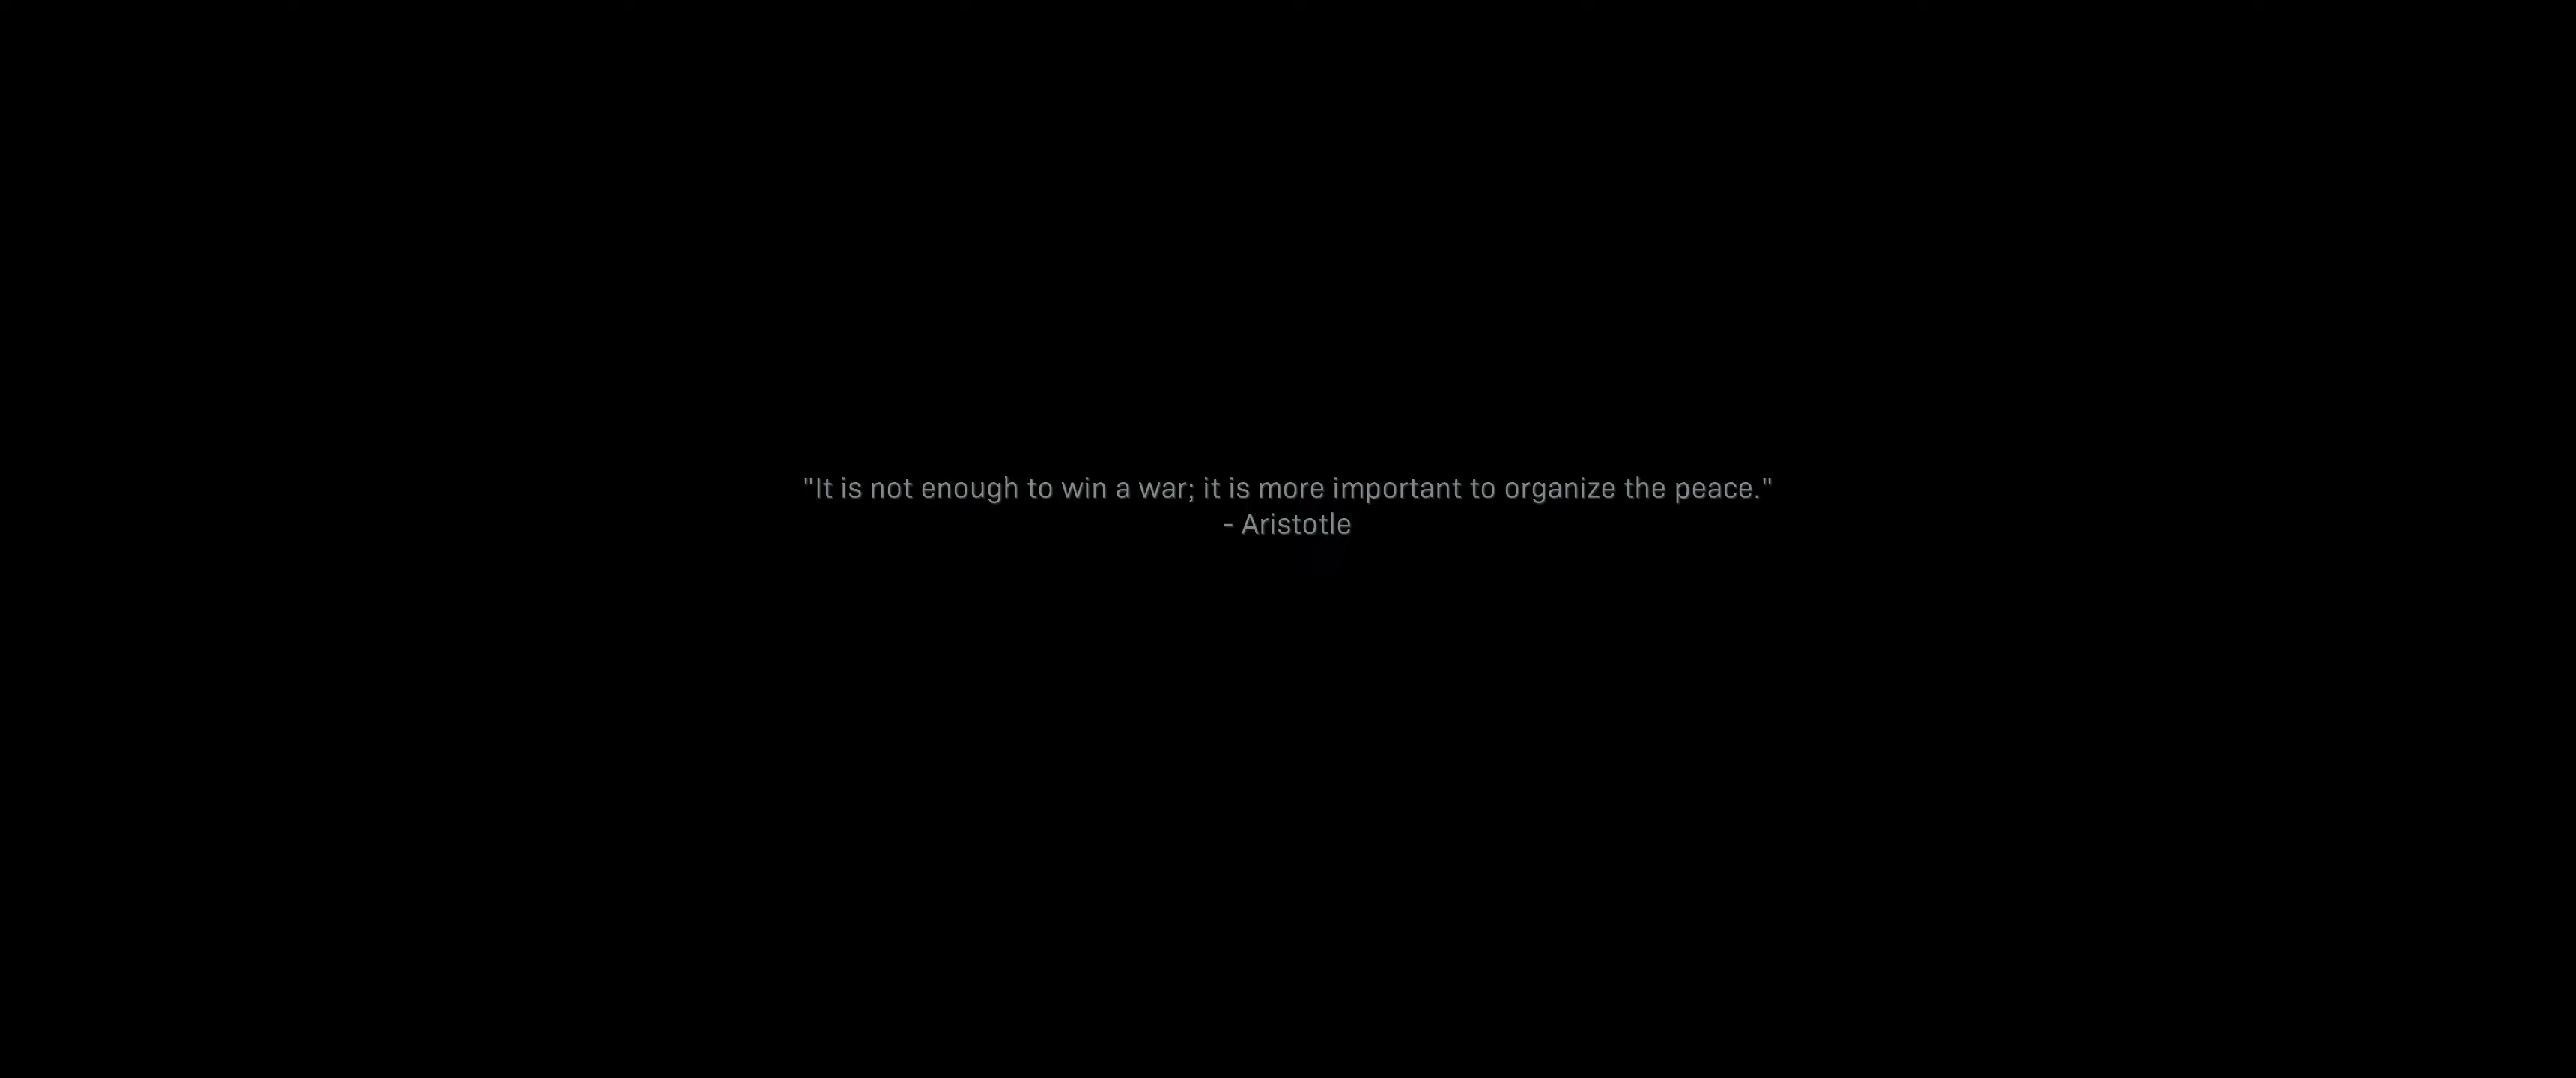 "It is not enough to win a war; it is more important to organize the peace."
- Aristotle